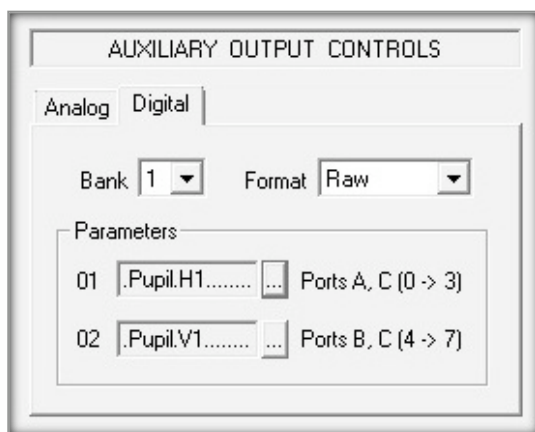 AUXILIARY OUTPUT CONTROLS
Analog Digital
Bank 1 Format Raw
Parameters
01 .Pupil.H1........ ... Ports A, C (0 -> 3)
02 .Pupil.V1........ ... Ports B, C (4 -> 7)